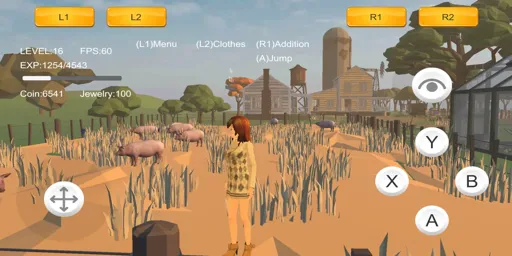 L1 L2 R1 R2
LEVEL:16 FPS:60 (L1)Menu (L2)Clothes (R1)Addition
(A)Jump
EXP:1254/4543
Coin:6541 Jewelry:100
Y
X B
A